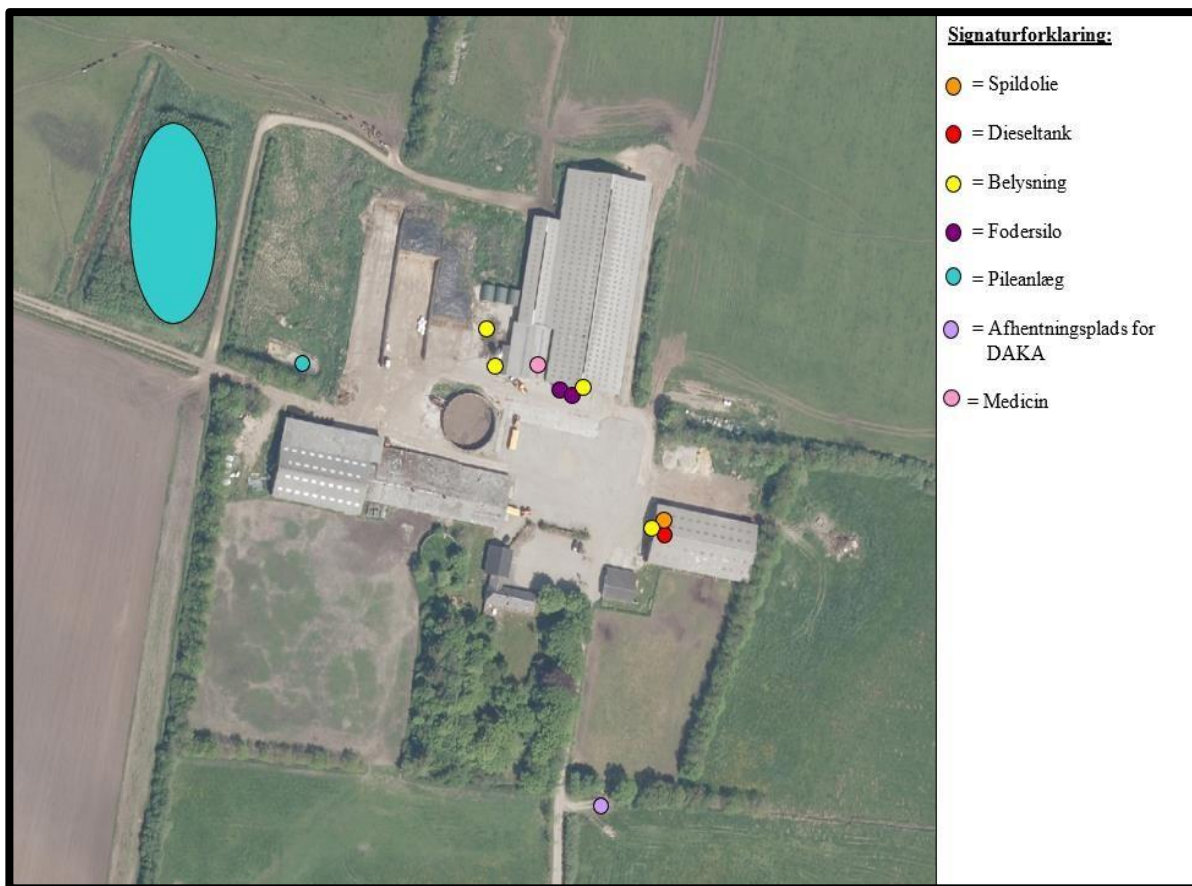 Signaturforklaring:
= Spildolie
= Dieseltank
= Belysning
= Fodersilo
= Pileanlæg
= Afhentningsplads for
DAKA
= Medicin